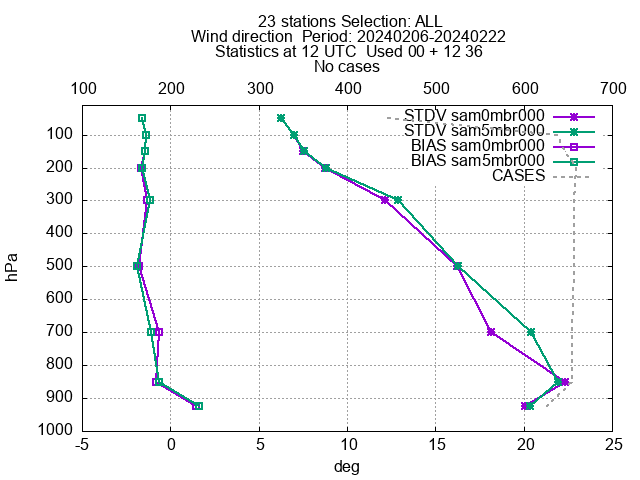 23 stations Selection: ALL
Wind direction  Period: 20240206-20240222
Statistics at 12 UTC  Used 00 + 12 36
No cases
100 200 300 400 500 600 700
STDV sam0mbr000
STDV sam5mbr000
BIAS sam0mbr000
BIAS sam5mbr000
CASES
100
200
300
400
500
600
700
800
900
1000
hPa
-5 0 5 10 15 20 25
deg